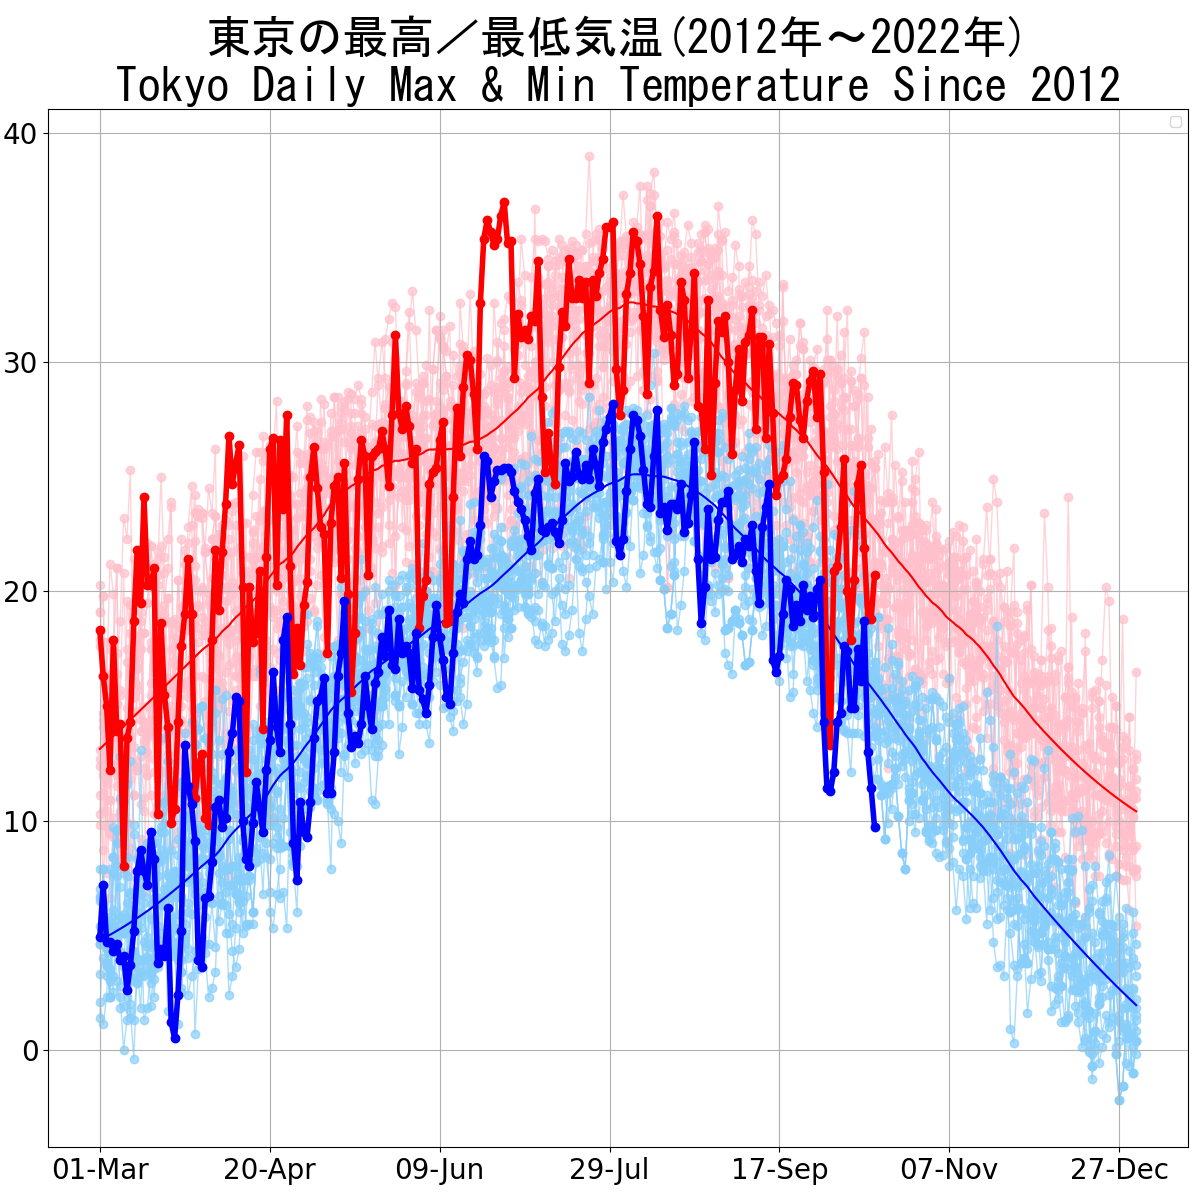 東京の最高／最低気温(2012年～2022年)
Tokyo Daily Max & Min Temperature Since 2012
40
30
20
10
0
01-Mar 20-Apr 09-Jun 29-Jul 17-Sep 07-Nov 27-Dec